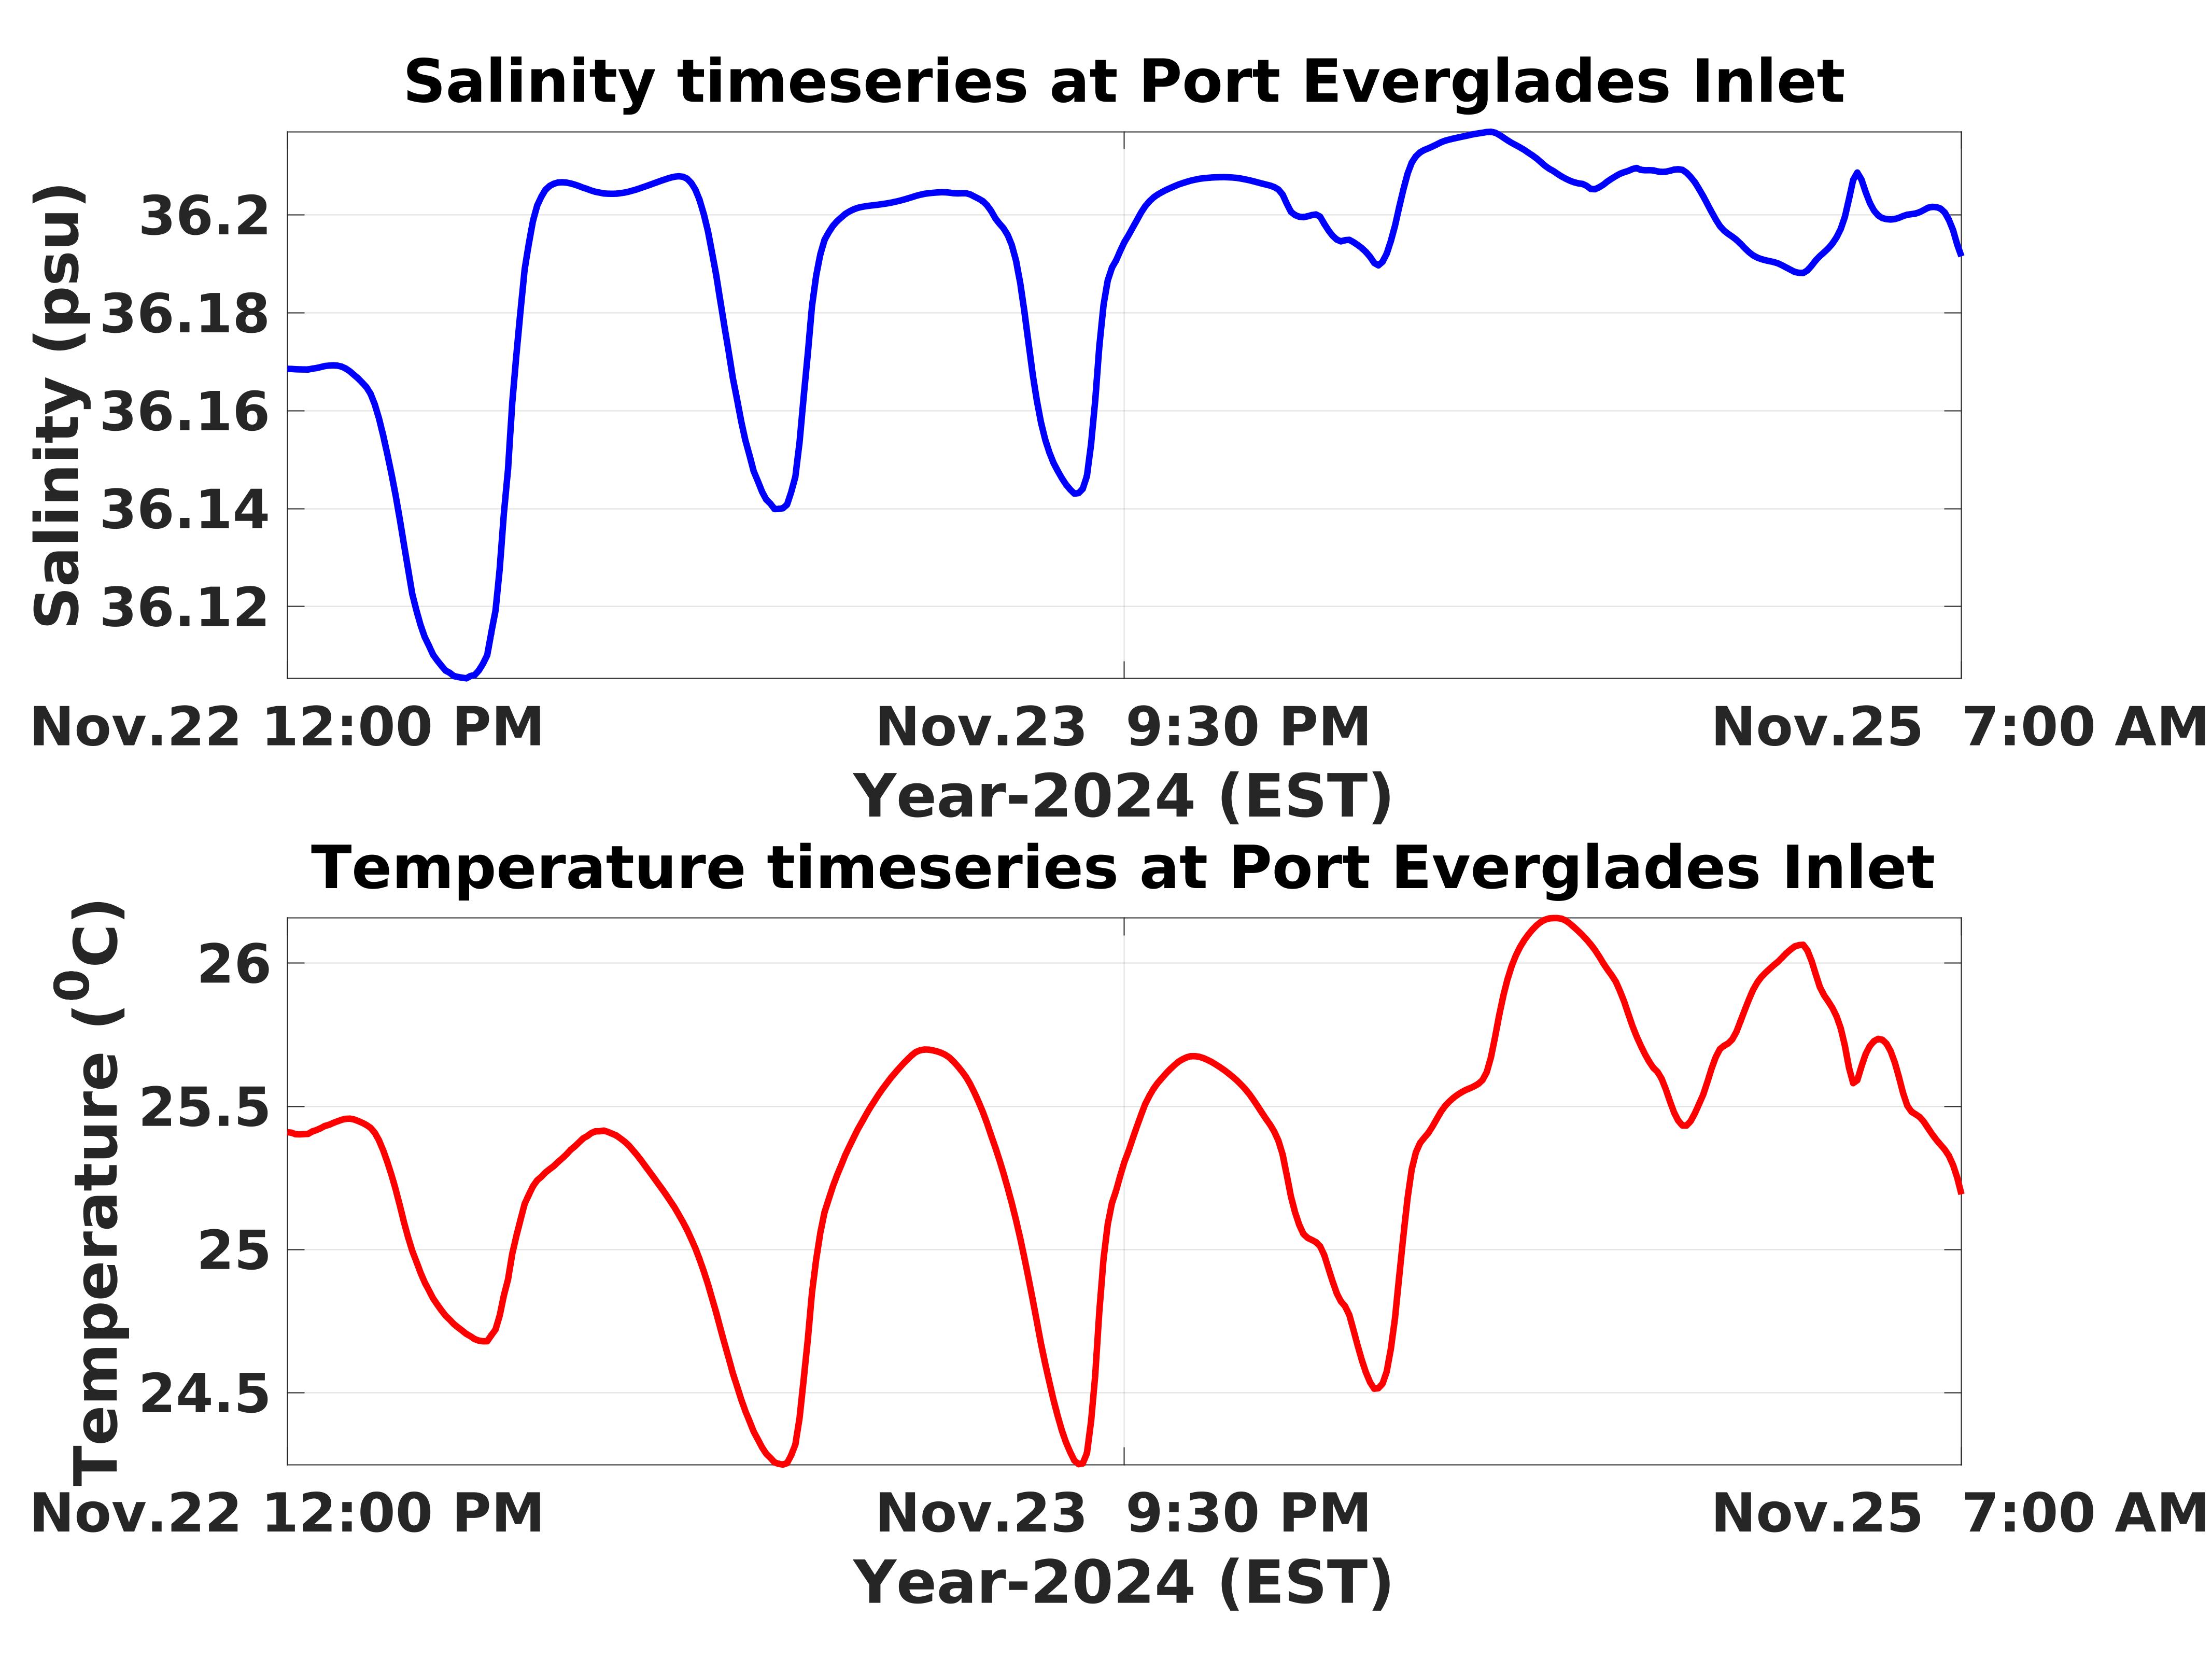 Salinity timeseries at Port Everglades Inlet
Salinity (psu)
36.2
36.18
36.16
36.14
36.12
Nov.22 12:00 PM Nov.23 9:30 PM Nov.25 7:00 AM
Year-2024 (EST)
Temperature timeseries at Port Everglades Inlet
Temperature (⁰C)
26
25.5
25
24.5
Nov.22 12:00 PM Nov.23 9:30 PM Nov.25 7:00 AM
Year-2024 (EST)